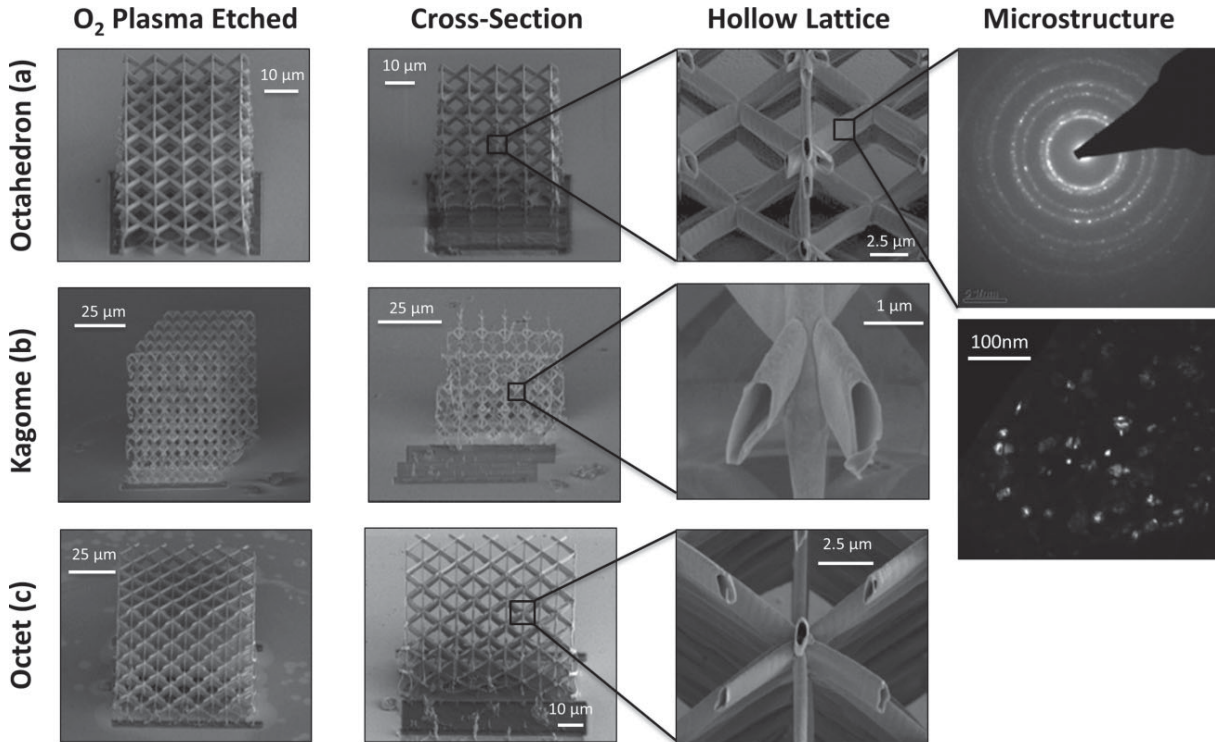 O₂ Plasma Etched
Cross-Section
Hollow Lattice
Microstructure
Octahedron (a)
10 μm
10 μm
2.5 μm
Kagome (b)
25 μm
25 μm
1 μm
100nm
Octet (c)
25 μm
10 μm
2.5 μm